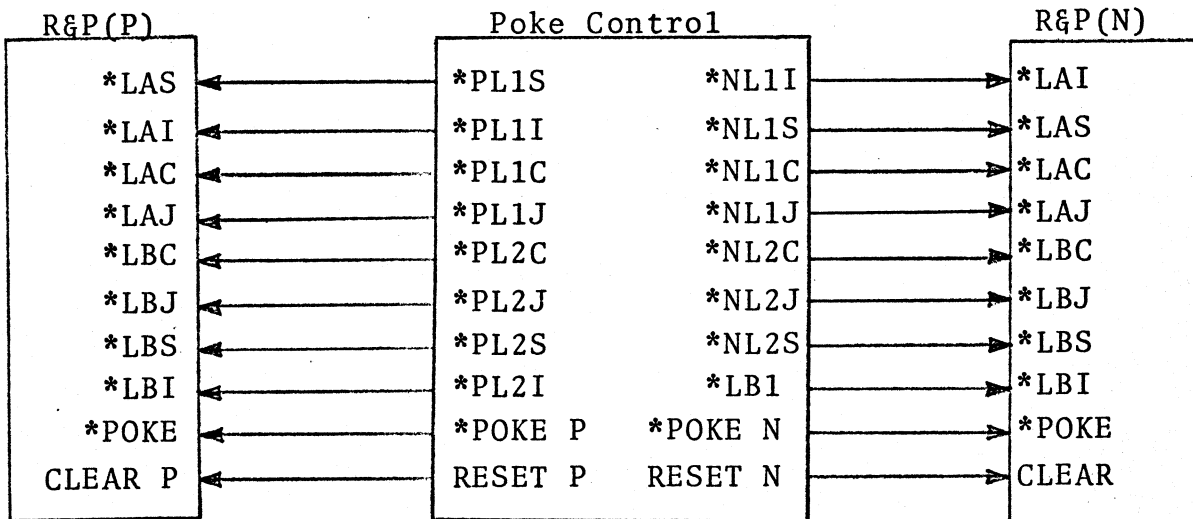 R&P(P) Poke Control R&P(N)
*LAS *PL1S *NL1I *LAI
*LAI *PL1I *NL1S *LAS
*LAC *PL1C *NL1C *LAC
*LAJ *PL1J *NL1J *LAJ
*LBC *PL2C *NL2C *LBC
*LBJ *PL2J *NL2J *LBJ
*LBS *PL2S *NL2S *LBS
*LBI *PL2I *LB1 *LBI
*POKE *POKE P *POKE N *POKE
CLEAR P RESET P RESET N CLEAR